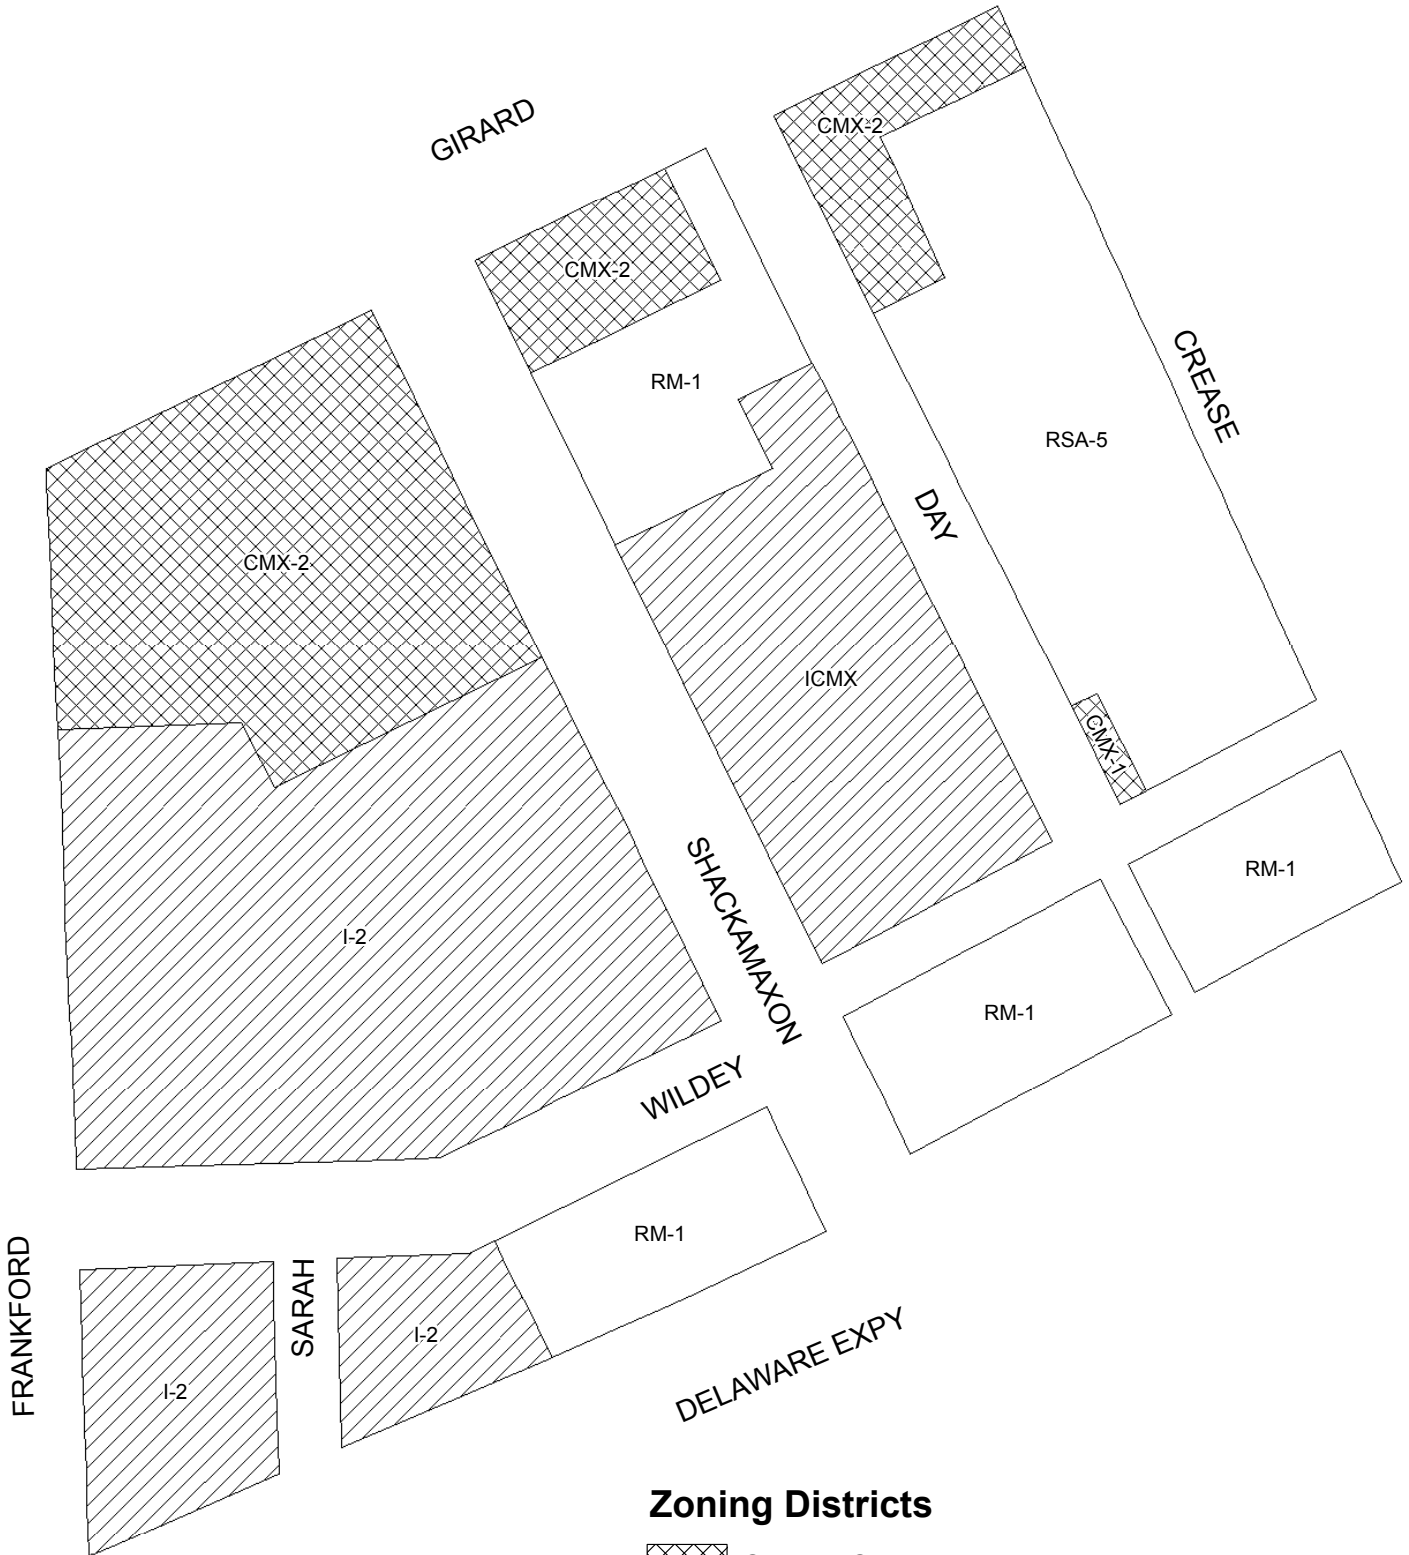 GIRARD
CMX-2
CMX-2
RM-1
CREASE
RSA-5
DAY
CMX-2
ICMX
CMX-1
SHACKAMAXON
RM-1
I-2
RM-1
WILDEY
RM-1
FRANKFORD
SARAH
I-2
DELAWARE EXPY
I-2
Zoning Districts